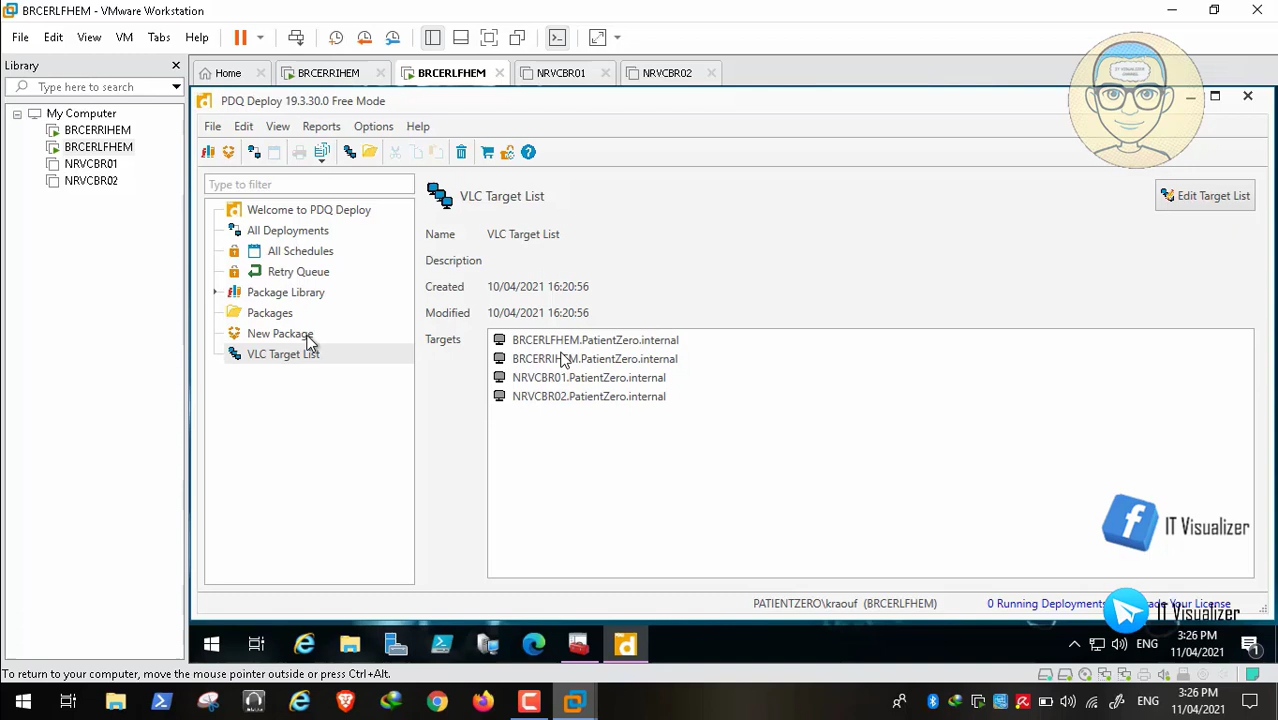 BRCERLFHEM - VMware Workstation
File Edit View VM Tabs Help
Library
Type here to search
My Computer
BRCERRIHEM
BRCERLFHEM
NRVCBR01
NRVCBR02
Home BRCERRIHEM BRCERLFHEM NRVCBR01 NRVCBR02
IT VISUALIZER
CHANNEL
PDQ Deploy 19.3.30.0 Free Mode
File Edit View Reports Options Help
Type to filter
Welcome to PDQ Deploy
All Deployments
All Schedules
Retry Queue
Package Library
Packages
New Package
VLC Target List
VLC Target List
Edit Target List
Name VLC Target List
Description
Created 10/04/2021 16:20:56
Modified 10/04/2021 16:20:56
Targets
BRCERLFHEM.PatientZero.internal
BRCERRIHEM.PatientZero.internal
NRVCBR01.PatientZero.internal
NRVCBR02.PatientZero.internal
IT Visualizer
PATIENTZERO\kraouf (BRCERLFHEM) 0 Running Deployments Your License
IT Visualizer
ENG 3:26 PM
11/04/2021
To return to your computer, move the mouse pointer outside or press Ctrl+Alt.
ENG 3:26 PM
11/04/2021